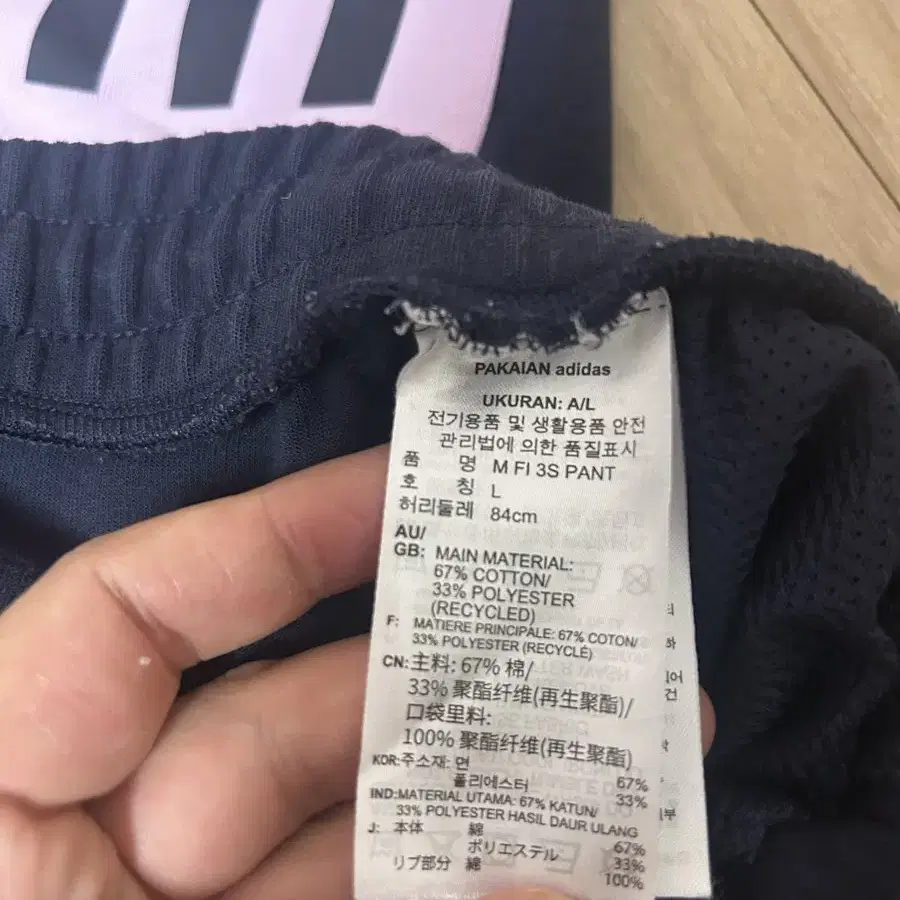 PAKAIAN adidas
UKURAN: A/L
전기용품 및 생활용품 안전
관리법에 의한 품질표시
품 명 M FI 3S PANT
호 칭 L
허리둘레 84cm
AU/
GB: MAIN MATERIAL:
67% COTTON/
33% POLYESTER
(RECYCLED)
F: MATIERE PRINCIPALE: 67% COTON/
33% POLYESTER (RECYCLÉ)
CN: 主料: 67% 棉/
33% 聚酯纤维(再生聚酯)/
口袋里料:
100% 聚酯纤维(再生聚酯)
KOR: 주소재: 면 67%
폴리에스터 33%
IND: MATERIAL UTAMA: 67% KATUN/
33% POLYESTER HASIL DAUR ULANG
J: 本体 綿 67%
ポリエステル 33%
リブ部分 綿 100%